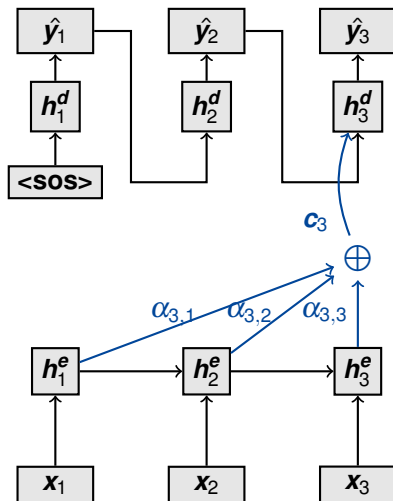 ŷ₁ ŷ₂ ŷ₃
h₁ᵈ h₂ᵈ h₃ᵈ
<sos>
c₃
α₃,₁ α₃,₂ α₃,₃
h₁ᵉ h₂ᵉ h₃ᵉ
x₁ x₂ x₃